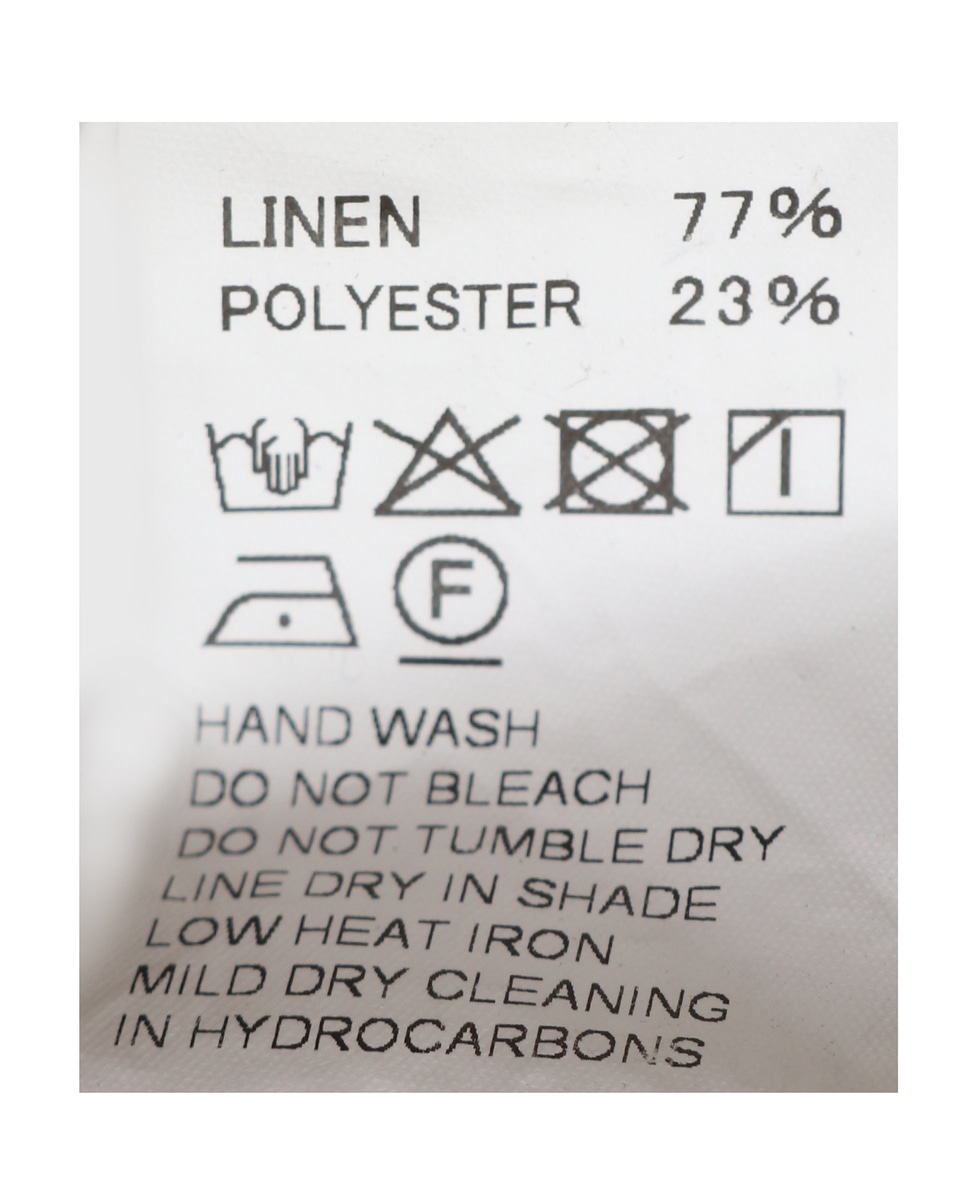 LINEN 77%
POLYESTER 23%
F
HAND WASH
DO NOT BLEACH
DO NOT TUMBLE DRY
LINE DRY IN SHADE
LOW HEAT IRON
MILD DRY CLEANING
IN HYDROCARBONS